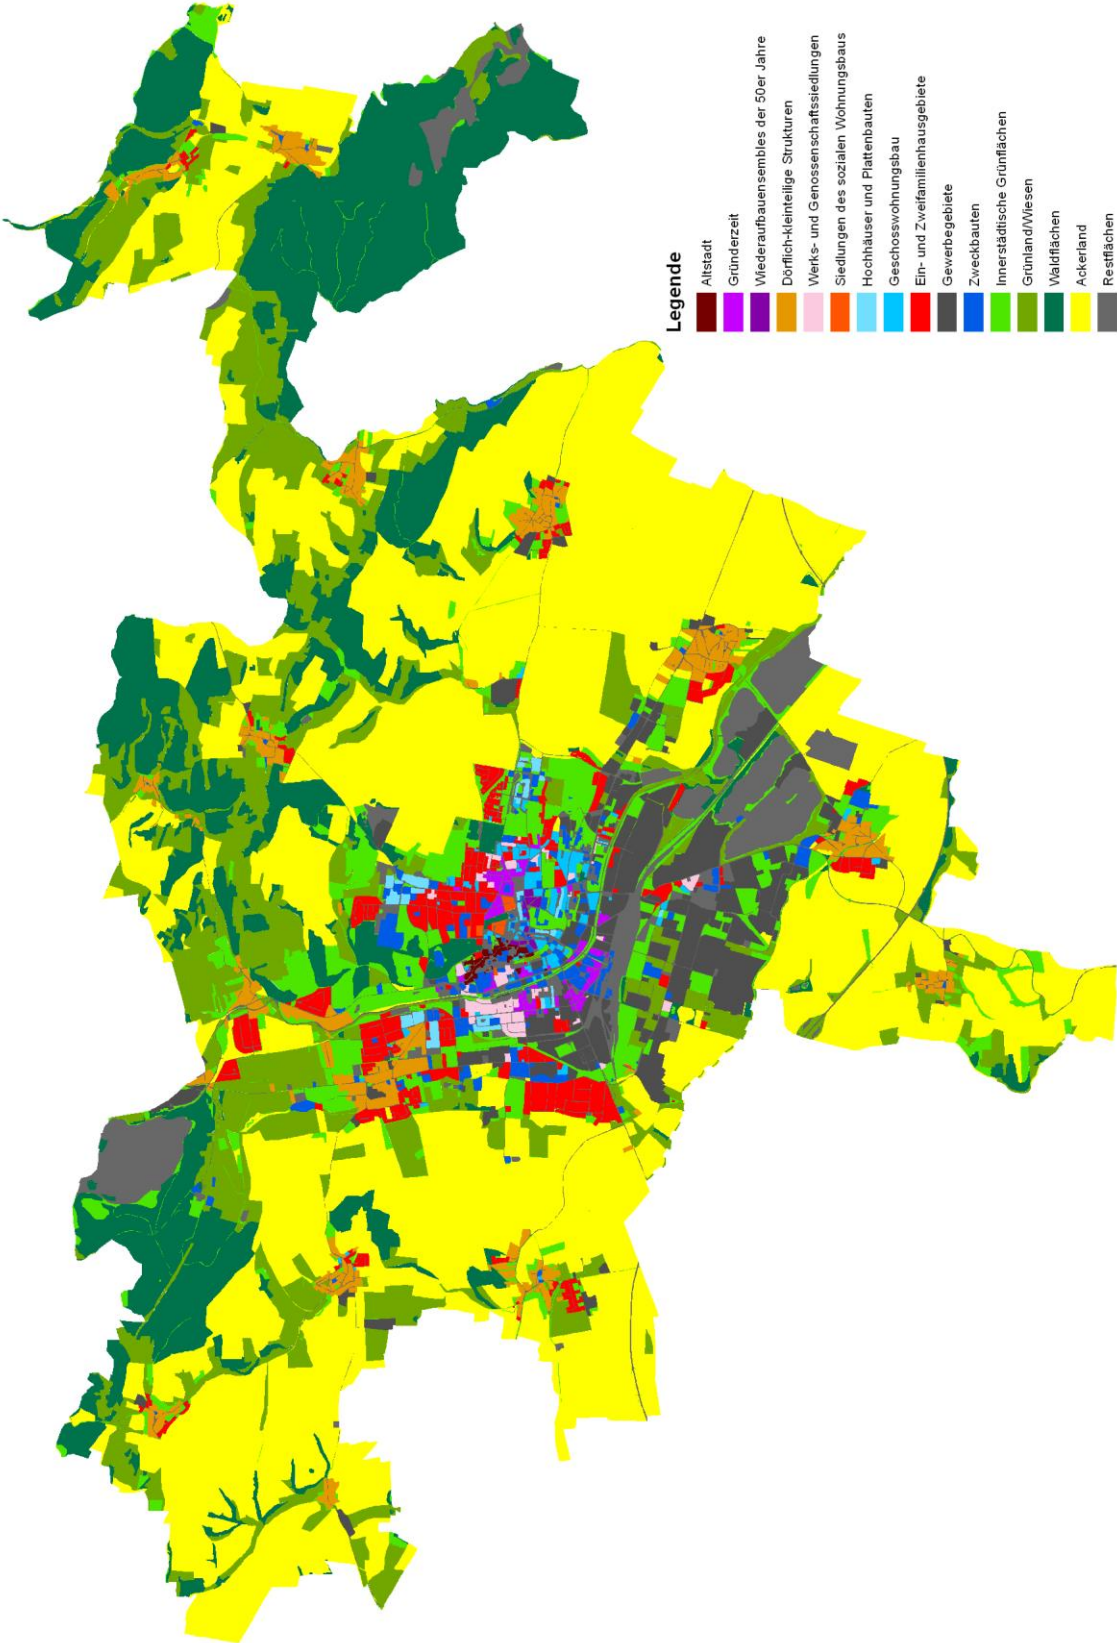 Legende
Altstadt
Gründerzeit
Wiederaufbauensembles der 50er Jahre
Dörflich-kleinteilige Strukturen
Werks- und Genossenschaftssiedlungen
Siedlungen des sozialen Wohnungsbaus
Hochhäuser und Plattenbauten
Geschosswohnungsbau
Ein- und Zweifamilienhausgebiete
Gewerbegebiete
Zweckbauten
Innerstädtische Grünflächen
Grünland/Wiesen
Waldflächen
Ackerland
Restflächen